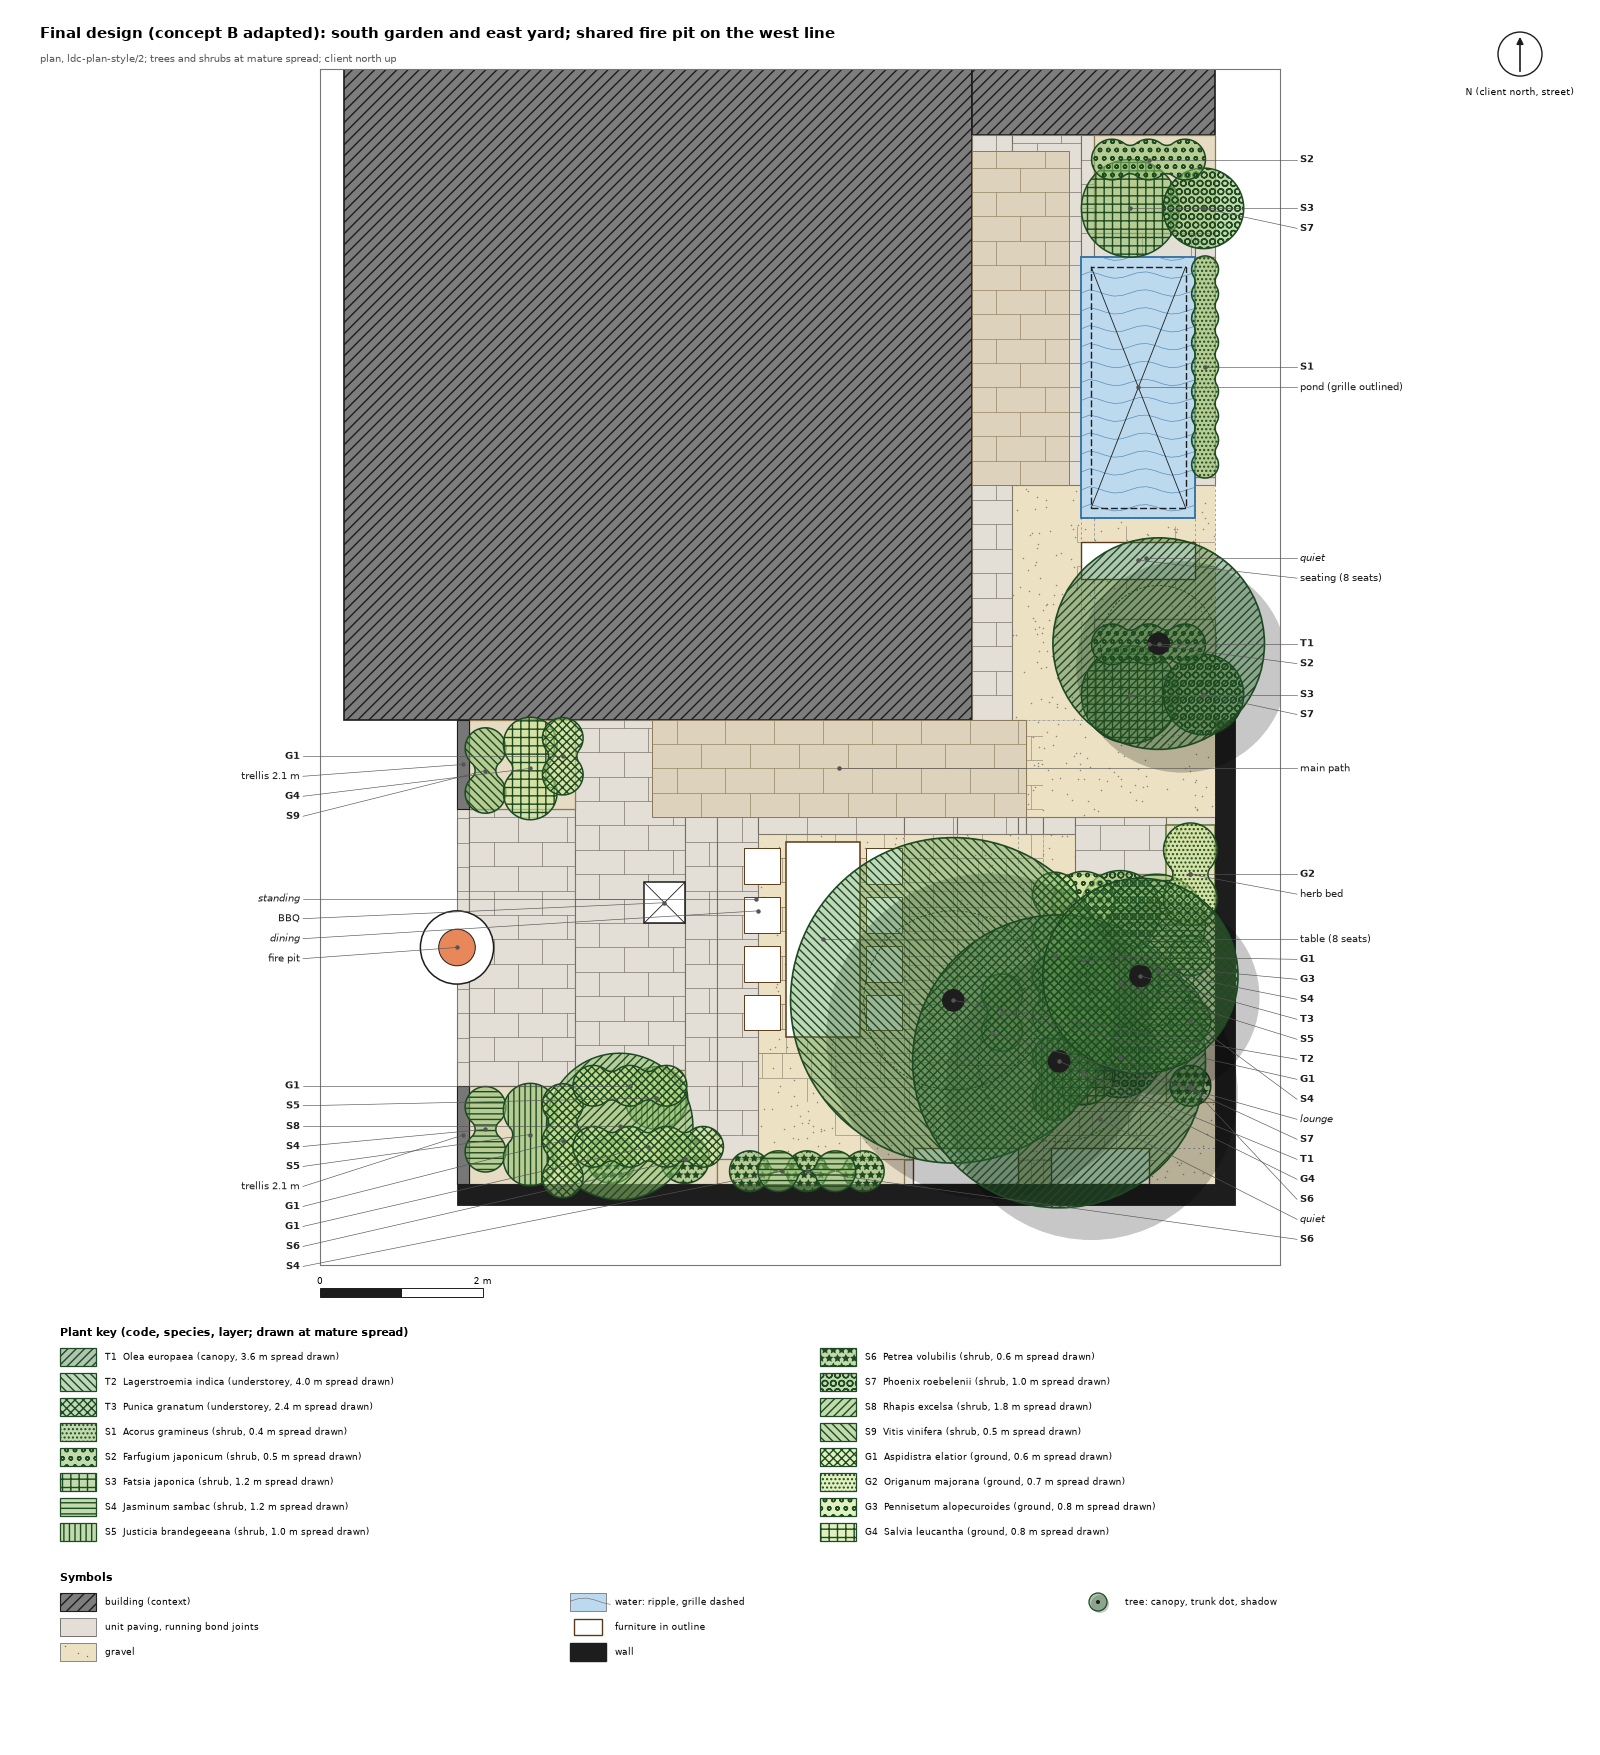 Final design (concept B adapted): south garden and east yard; shared fire pit on the west line
plan, ldc-plan-style/2; trees and shrubs at mature spread; client north up
N (client north, street)
S2
S3
S7
S1
pond (grille outlined)
quiet
seating (8 seats)
T1
S2
S3
S7
main path
G2
herb bed
table (8 seats)
G1
G3
S4
T3
S5
T2
G1
S4
lounge
S7
T1
G4
S6
quiet
S6
G1
trellis 2.1 m
G4
S9
standing
BBQ
dining
fire pit
G1
S5
S8
S4
S5
trellis 2.1 m
G1
G1
S6
S4
0
2 m
Plant key (code, species, layer; drawn at mature spread)
T1 Olea europaea (canopy, 3.6 m spread drawn)
T2 Lagerstroemia indica (understorey, 4.0 m spread drawn)
T3 Punica granatum (understorey, 2.4 m spread drawn)
S1 Acorus gramineus (shrub, 0.4 m spread drawn)
S2 Farfugium japonicum (shrub, 0.5 m spread drawn)
S3 Fatsia japonica (shrub, 1.2 m spread drawn)
S4 Jasminum sambac (shrub, 1.2 m spread drawn)
S5 Justicia brandegeeana (shrub, 1.0 m spread drawn)
S6 Petrea volubilis (shrub, 0.6 m spread drawn)
S7 Phoenix roebelenii (shrub, 1.0 m spread drawn)
S8 Rhapis excelsa (shrub, 1.8 m spread drawn)
S9 Vitis vinifera (shrub, 0.5 m spread drawn)
G1 Aspidistra elatior (ground, 0.6 m spread drawn)
G2 Origanum majorana (ground, 0.7 m spread drawn)
G3 Pennisetum alopecuroides (ground, 0.8 m spread drawn)
G4 Salvia leucantha (ground, 0.8 m spread drawn)
Symbols
building (context)
unit paving, running bond joints
gravel
water: ripple, grille dashed
furniture in outline
wall
tree: canopy, trunk dot, shadow